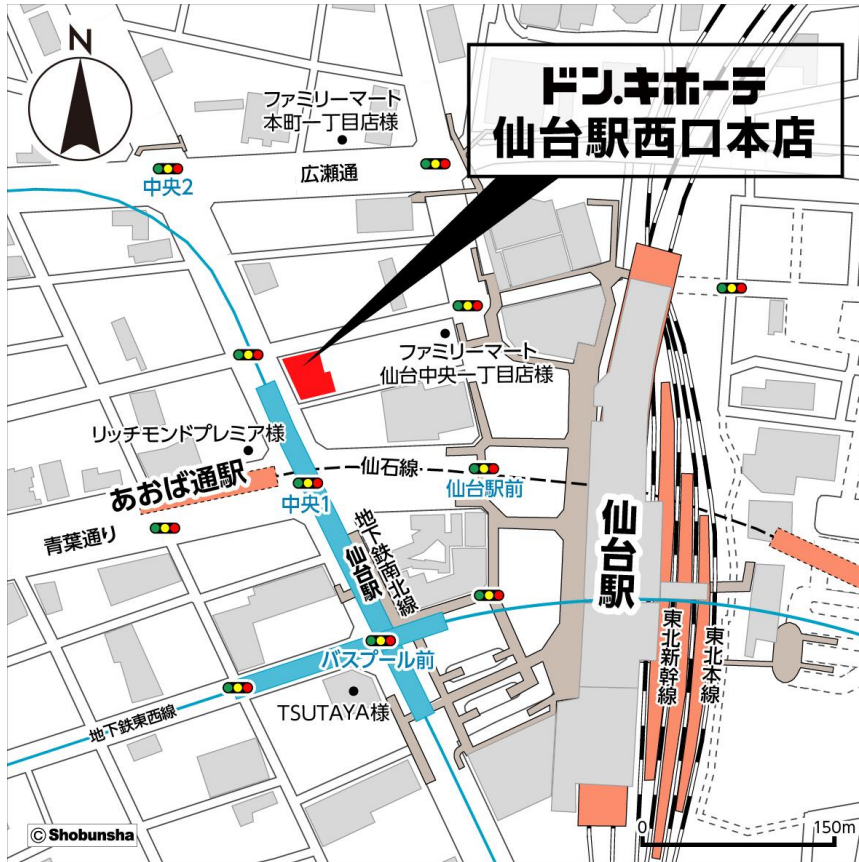 N
ドン.キホーテ
仙台駅西口本店
ファミリーマート
本町一丁目店様
広瀬通
中央2
ファミリーマート
仙台中央一丁目店様
リッチモンドプレミア様
あおば通駅
仙石線
仙台駅前
中央1
青葉通り
地下鉄南北線
仙台駅
仙台駅
バスプール前
東北新幹線
東北本線
地下鉄東西線
TSUTAYA様
© Shobunsha
0 150m